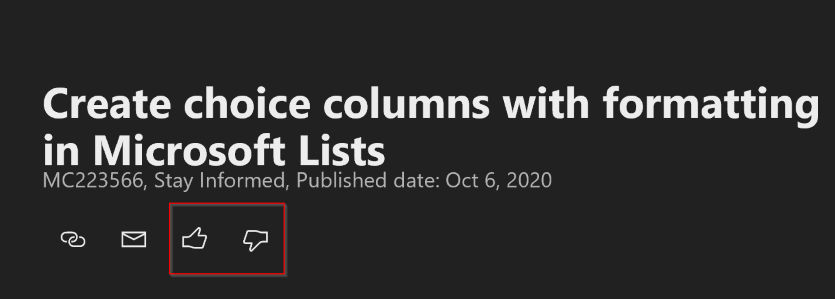 Create choice columns with formatting
in Microsoft Lists
MC223566, Stay Informed, Published date: Oct 6, 2020